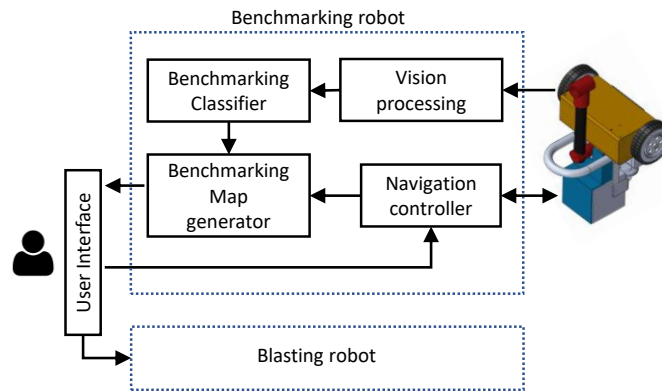 Benchmarking robot
Benchmarking
Classifier
Vision
processing
Benchmarking
Map
generator
Navigation
controller
User Interface
Blasting robot